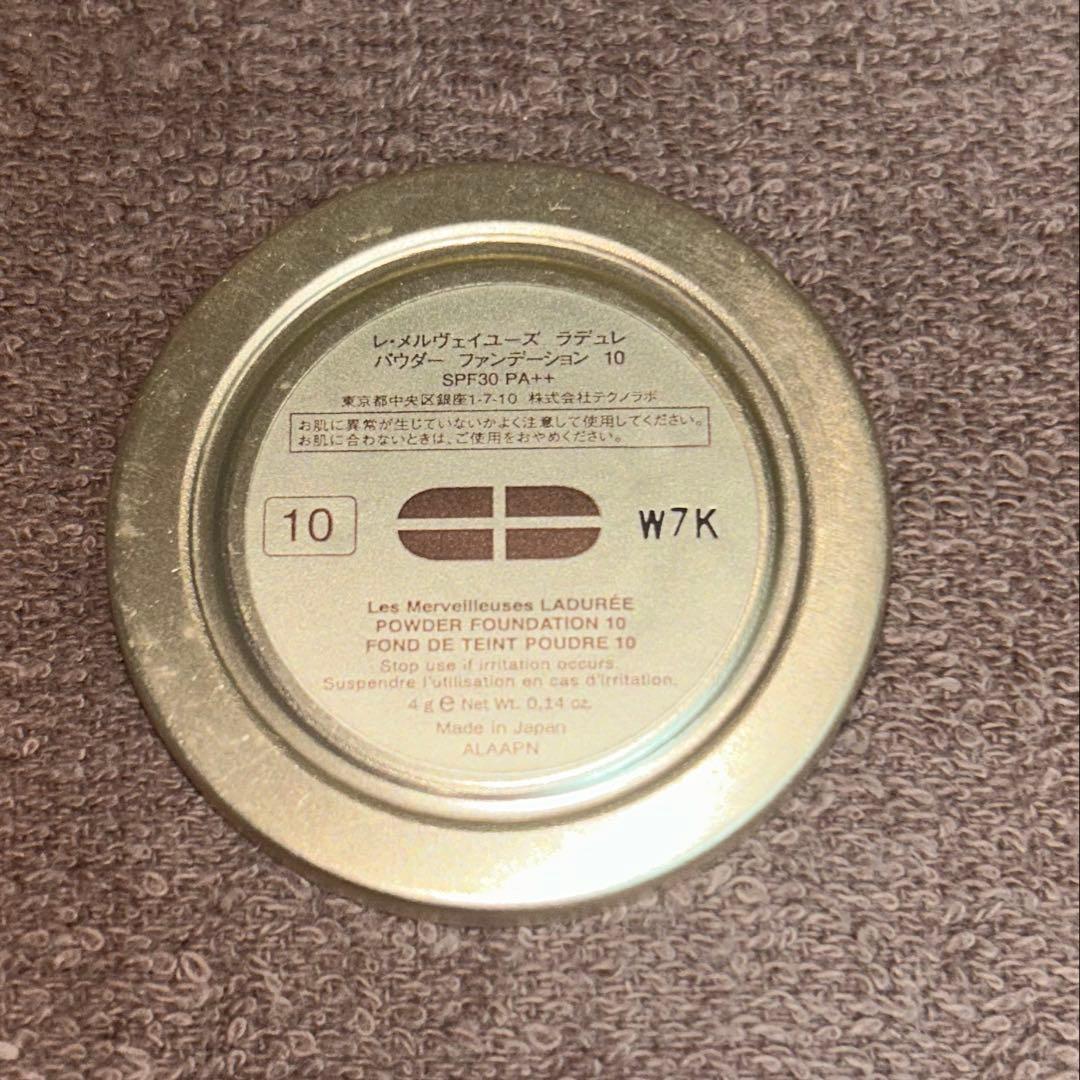 レ・メルヴェイユーズ ラデュレ
パウダー ファンデーション 10
SPF30 PA++
東京都中央区銀座1-7-10 株式会社テクノラボ
お肌に異常が生じていないかよく注意して使用してください。
お肌に合わないときは、ご使用をおやめください。
10
W7K
Les Merveilleuses LADURÉE
POWDER FOUNDATION 10
FOND DE TEINT POUDRE 10
Stop use if irritation occurs.
Suspendre l'utilisation en cas d'irritation.
4 g ℮ Net Wt. 0.14 oz.
Made in Japan
ALAAPN